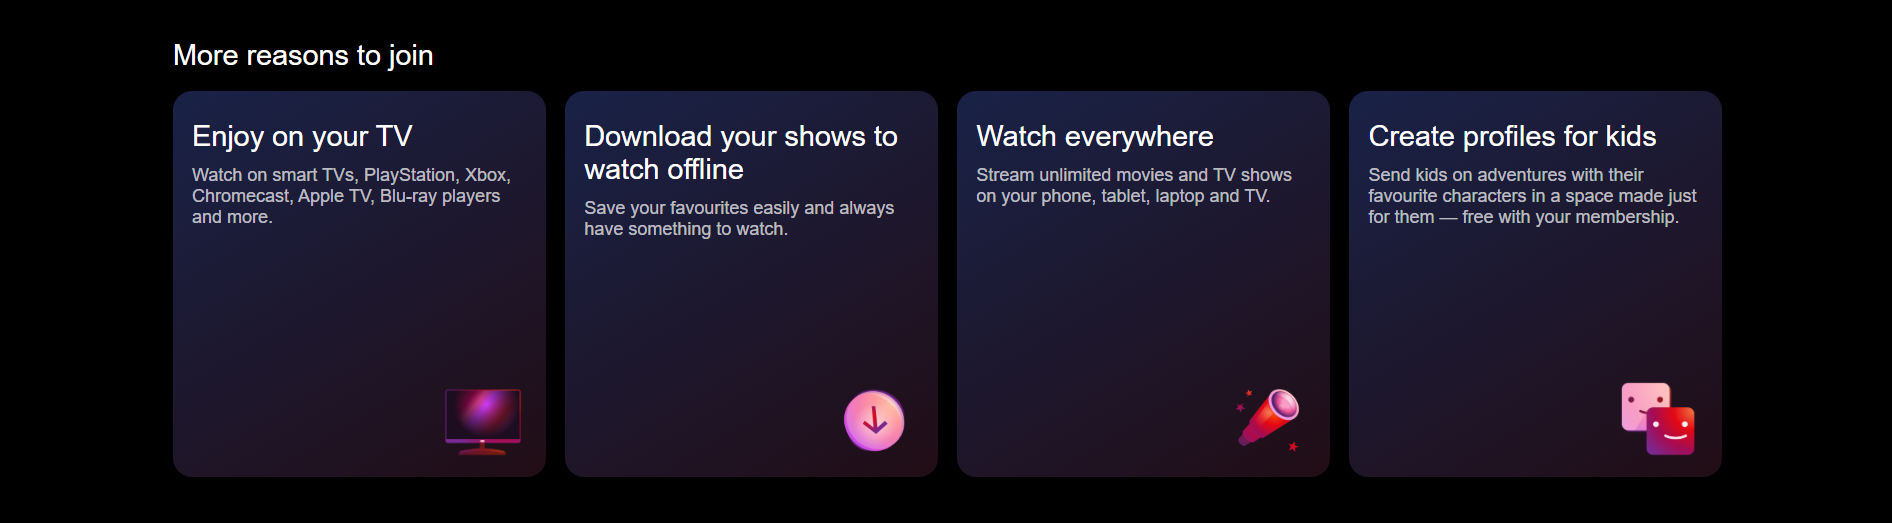 More reasons to join
Enjoy on your TV
Watch on smart TVs, PlayStation, Xbox,
Chromecast, Apple TV, Blu-ray players
and more.
Download your shows to
watch offline
Save your favourites easily and always
have something to watch.
Watch everywhere
Stream unlimited movies and TV shows
on your phone, tablet, laptop and TV.
Create profiles for kids
Send kids on adventures with their
favourite characters in a space made just
for them — free with your membership.